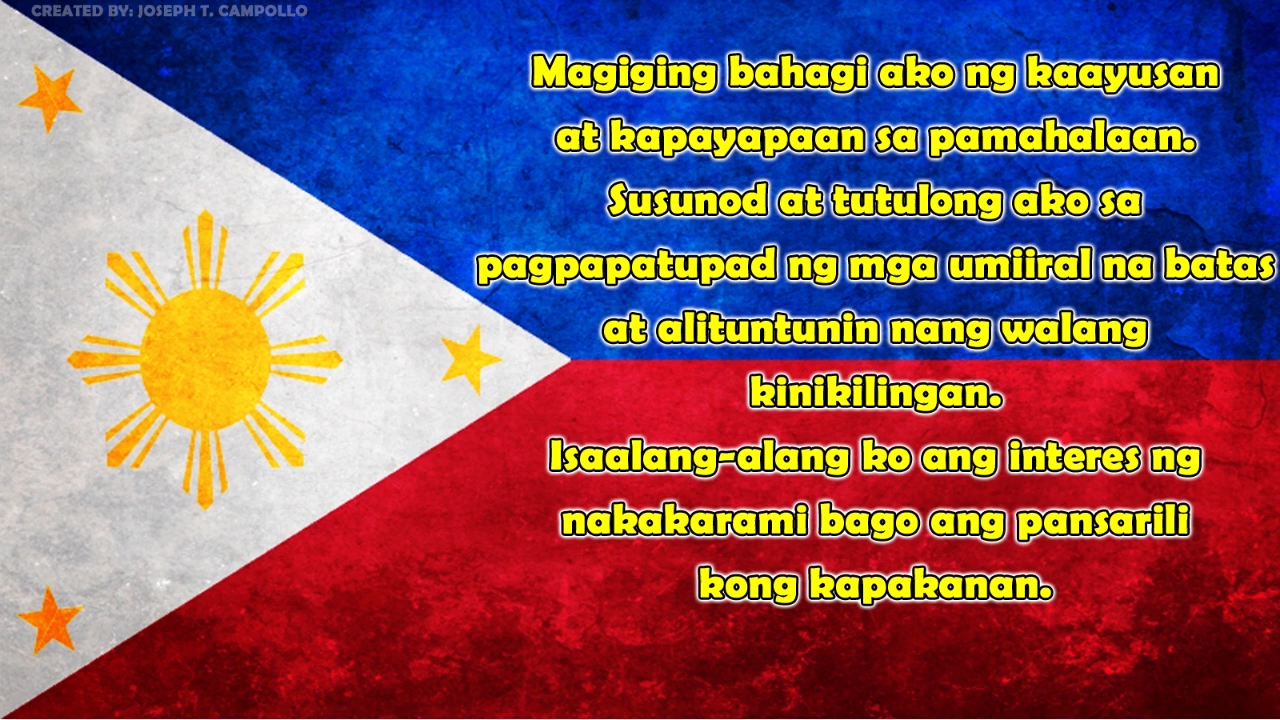 CREATED BY: JOSEPH T. CAMPOLLO
Magiging bahagi ako ng kaayusan
at kapayapaan sa pamahalaan.
Susunod at tutulong ako sa
pagpapatupad ng mga umiiral na batas
at alituntunin nang walang
kinikilingan.
Isaalang-alang ko ang interes ng
nakakarami bago ang pansarili
kong kapakanan.